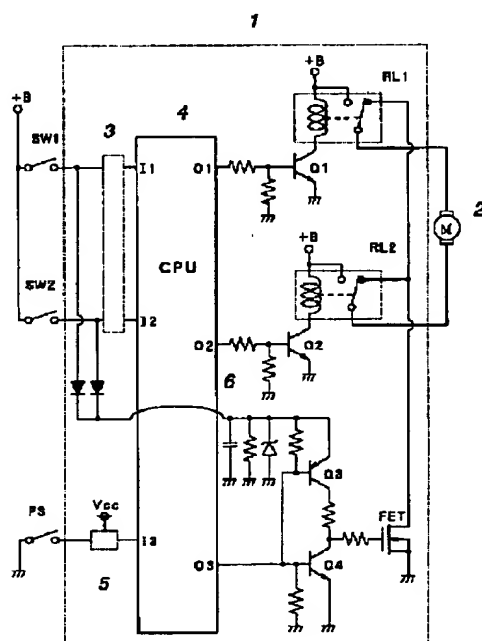 1
+B
RL1
+B
4
3
SW1
I1
O1
Q1
2
M
+B
RL2
CPU
SW2
I2
O2
Q2
6
Q3
Vcc
FET
PS
I3
O3
Q4
5